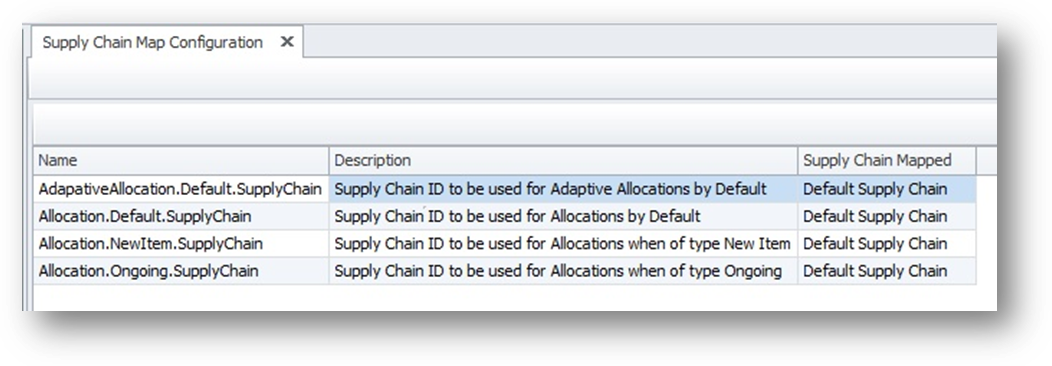 Supply Chain Map Configuration X
Name Description Supply Chain Mapped
AdapativeAllocation.Default.SupplyChain Supply Chain ID to be used for Adaptive Allocations by Default Default Supply Chain
Allocation.Default.SupplyChain Supply Chain ID to be used for Allocations by Default Default Supply Chain
Allocation.NewItem.SupplyChain Supply Chain ID to be used for Allocations when of type New Item Default Supply Chain
Allocation.Ongoing.SupplyChain Supply Chain ID to be used for Allocations when of type Ongoing Default Supply Chain